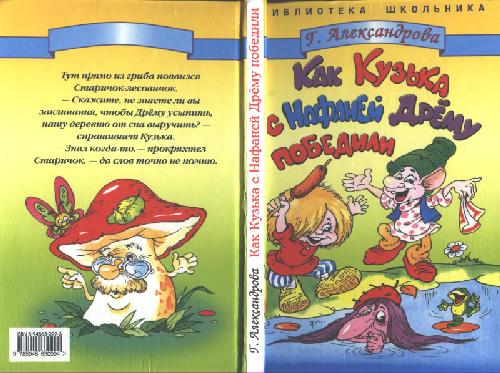 Тут прямо из гриба появился
Старичок-лесовичок.
— Скажите, не знаете ли вы
заклинания, чтобы Дрёму усыпить,
нашу деревню от сна выручить? —
спрашивает Кузька.
Знал когда-то, — прокряхтел
Старичок, — да слов точно не помню.
Г. Александрова Как Кузька с Нафаней Дрёму победили
БИБЛИОТЕКА ШКОЛЬНИКА
Г. Александрова
Как Кузька
с Нафаней Дрёму
победили